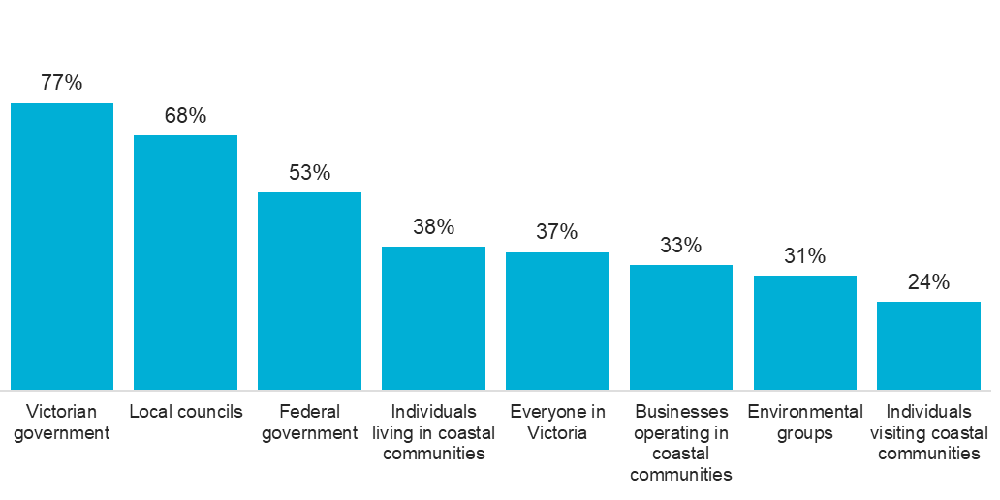 77%
68%
53%
38%
37%
33%
31%
24%
Victorian
government
Local councils
Federal
government
Individuals
living in coastal
communities
Everyone in
Victoria
Businesses
operating in
coastal
communities
Environmental
groups
Individuals
visiting coastal
communities